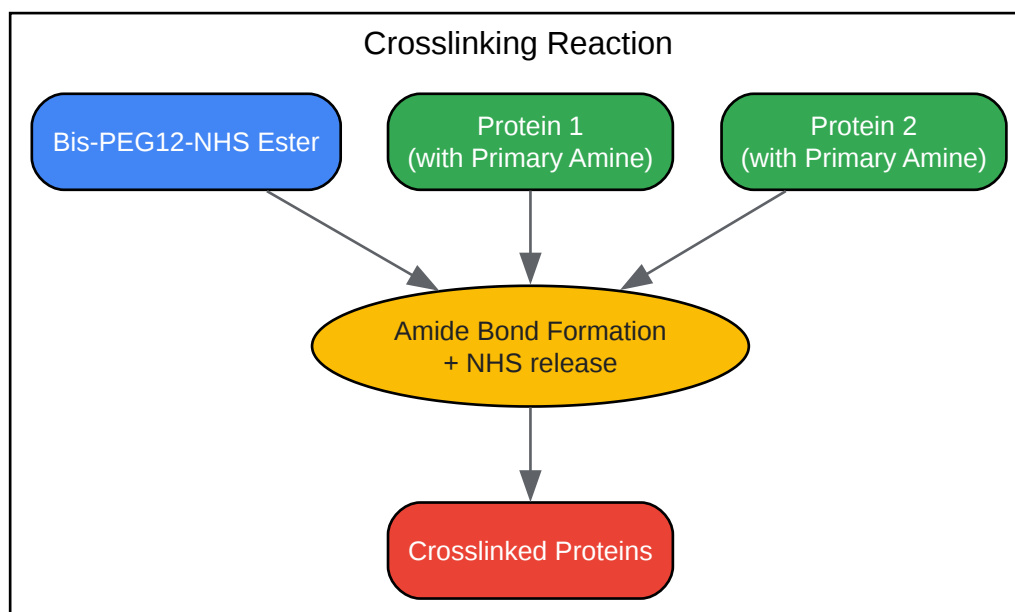 Crosslinking Reaction
Bis-PEG12-NHS Ester
Protein 1
(with Primary Amine)
Protein 2
(with Primary Amine)
Amide Bond Formation
+ NHS release
Crosslinked Proteins